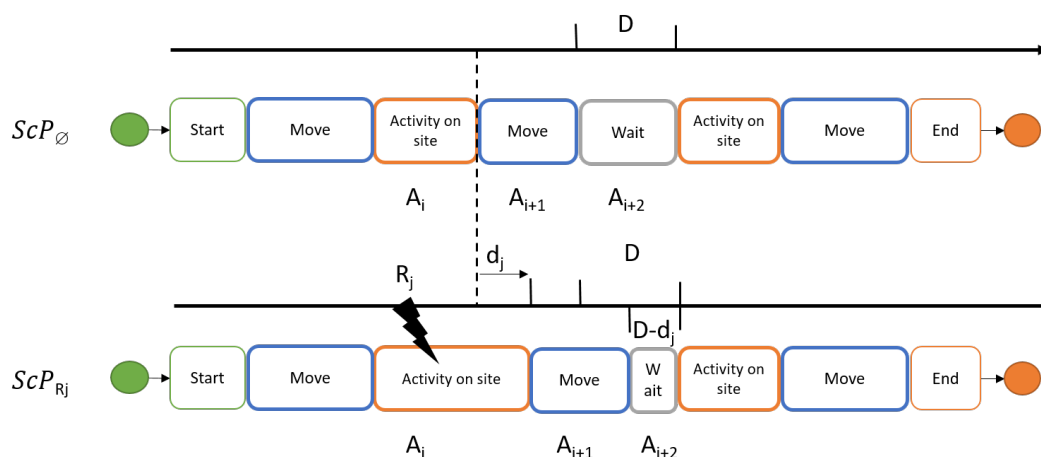 D
ScP∅
Start
Move
Activity on
site
Move
Wait
Activity on
site
Move
End
Ai
Ai+1
Ai+2
dj
D
Rj
D-dj
ScPRj
Start
Move
Activity on site
Move
W
ait
Activity on
site
Move
End
Ai
Ai+1
Ai+2